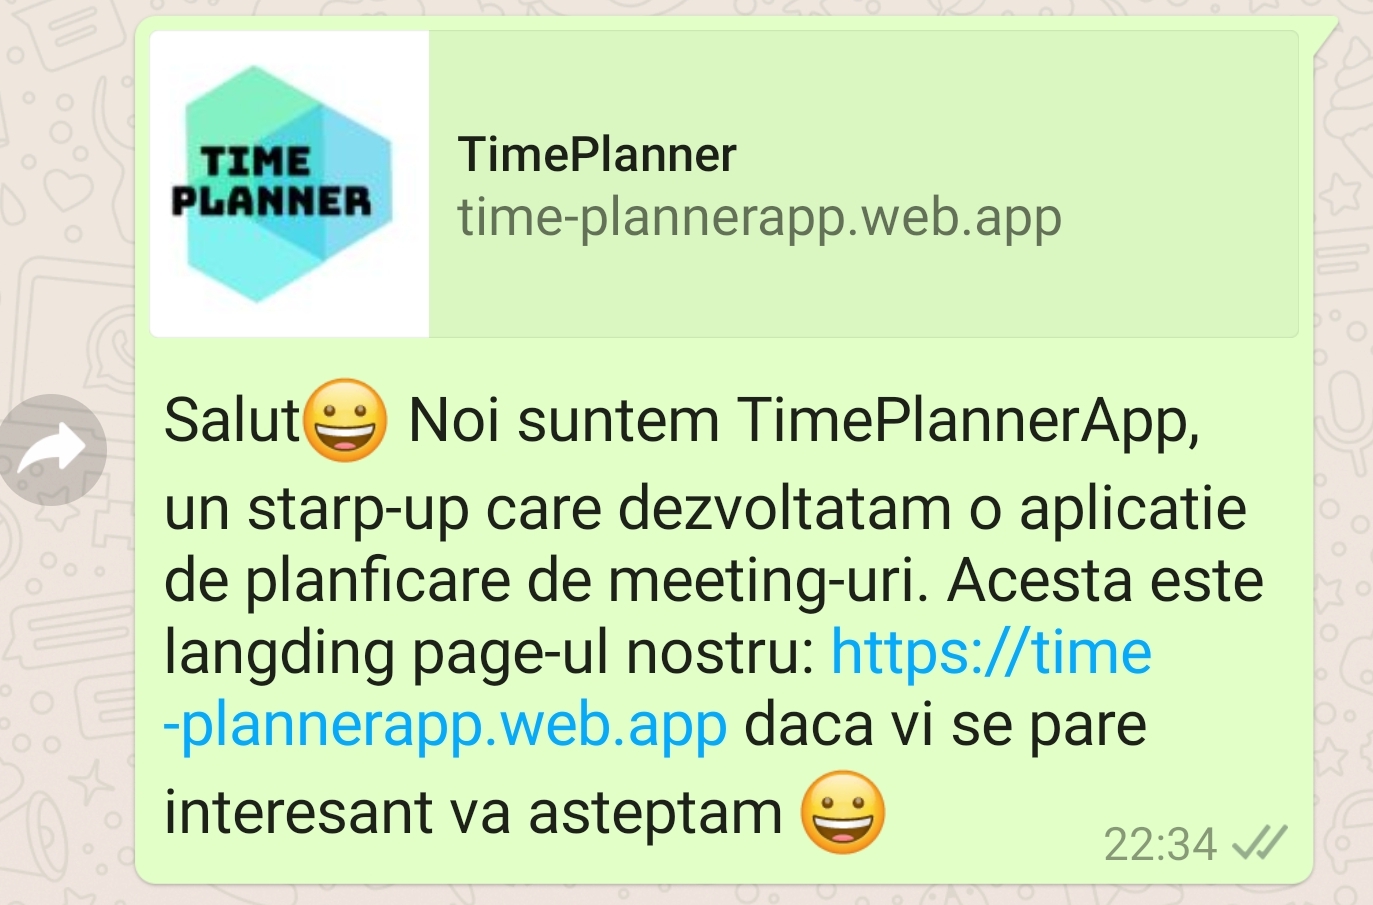 TIME
PLANNER
TimePlanner
time-plannerapp.web.app
Salut😀 Noi suntem TimePlannerApp,
un starp-up care dezvoltatam o aplicatie
de planficare de meeting-uri. Acesta este
langding page-ul nostru: https://time
-plannerapp.web.app daca vi se pare
interesant va asteptam 😀
22:34